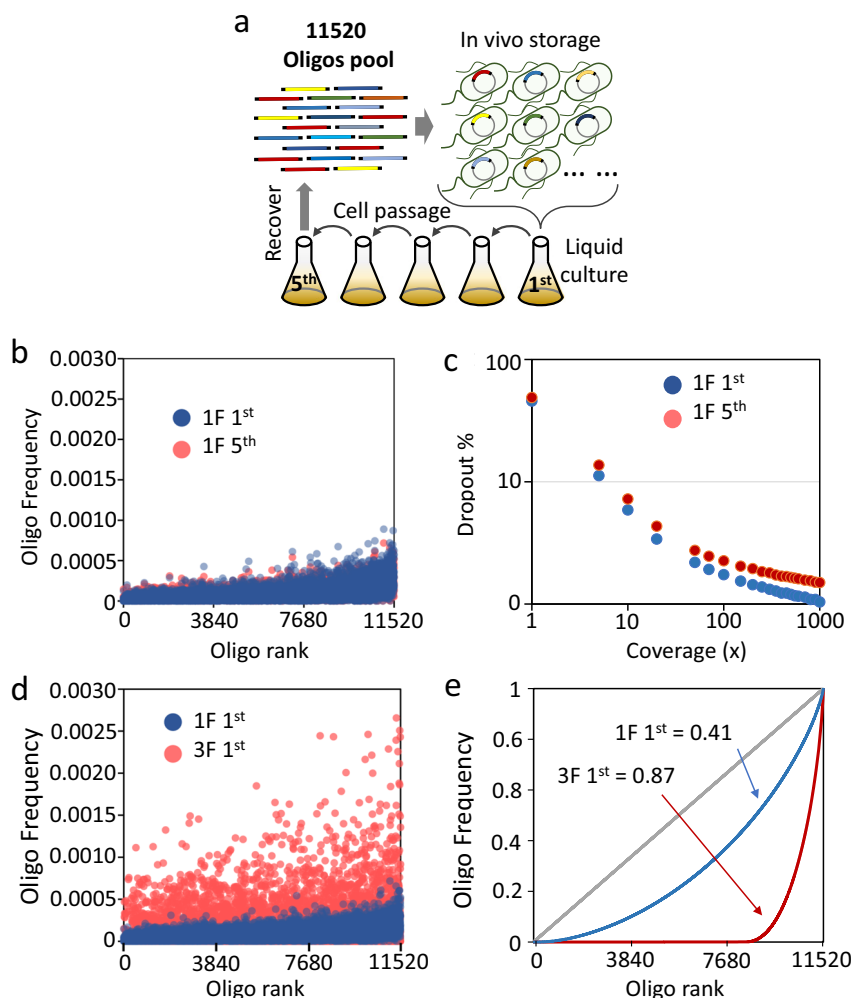 a
11520
Oligos pool
In vivo storage
... ...
Recover
Cell passage
Liquid
culture
5th
1st
b
0.0030
0.0025
0.0020
0.0015
0.0010
0.0005
0
Oligo Frequency
1F 1st
1F 5th
0
3840
7680
11520
Oligo rank
c
100
10
0
Dropout %
1F 1st
1F 5th
1
10
100
1000
Coverage (x)
d
0.0030
0.0025
0.0020
0.0015
0.0010
0.0005
0
Oligo Frequency
1F 1st
3F 1st
0
3840
7680
11520
Oligo rank
e
1
0.6
0.8
0.4
0.2
0
Oligo Frequency
1F 1st = 0.41
3F 1st = 0.87
0
3840
7680
11520
Oligo rank